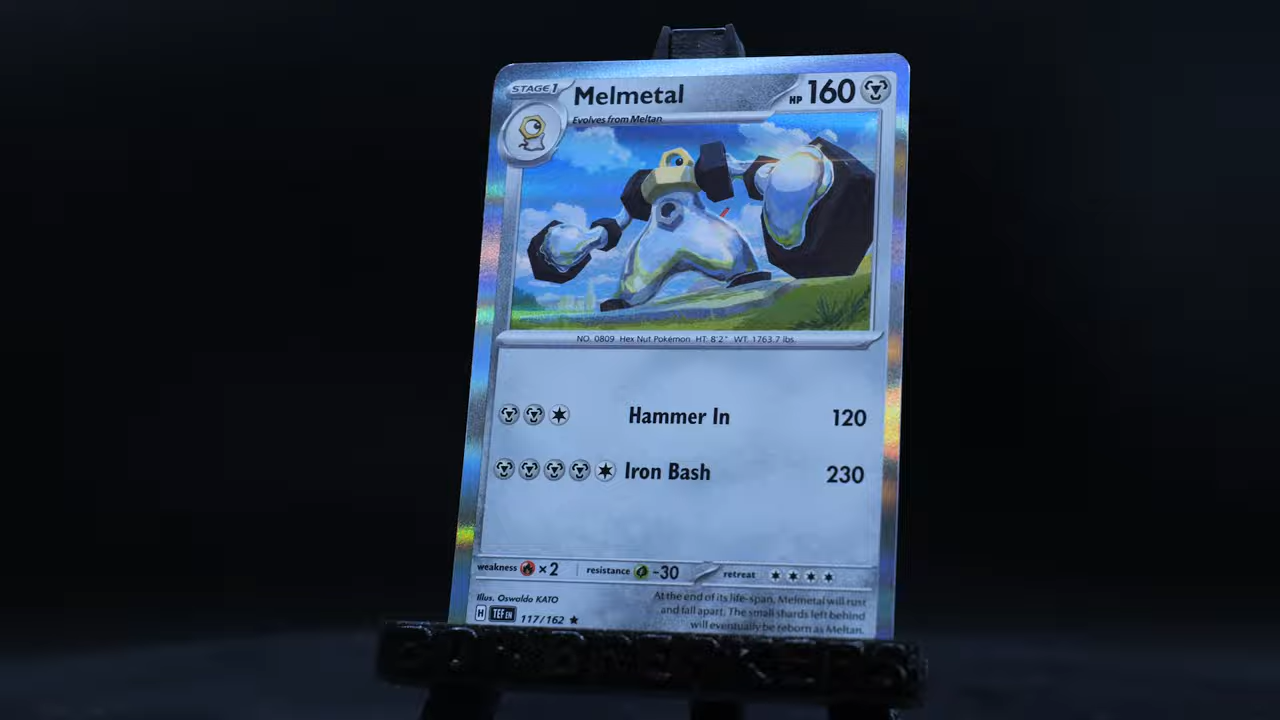 STAGE 1
Melmetal
HP 160
Evolves from Meltan
NO. 0809 Hex Nut Pokémon HT: 8'2" WT: 1763.7 lbs.
Hammer In 120
Iron Bash 230
weakness ×2 resistance -30 retreat
Illus. Oswaldo KATO
At the end of its life-span, Melmetal will rust
and fall apart. The small shards left behind
will eventually be reborn as Meltan.
H TEF EN 117/162